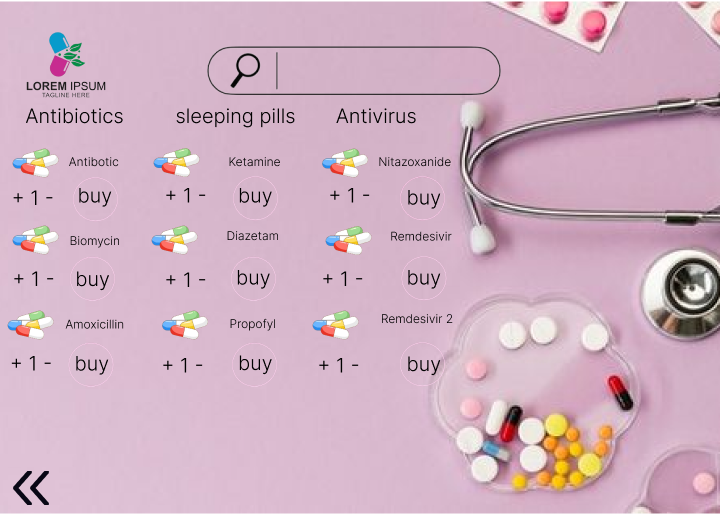 LOREM IPSUM
TAGLINE HERE
Antibiotics sleeping pills Antivirus
Antibotic Ketamine Nitazoxanide
+ 1 - buy + 1 - buy + 1 - buy
Biomycin Diazetam Remdesivir
+ 1 - buy + 1 - buy + 1 - buy
Amoxicillin Propofyl Remdesivir 2
+ 1 - buy + 1 - buy + 1 - buy